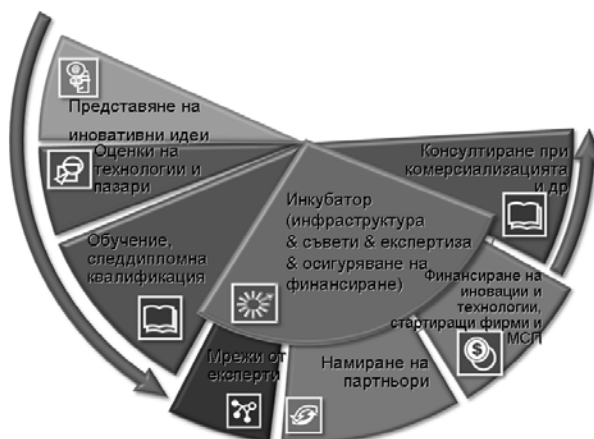 Представяне на
иновативни идеи
Оценки на
технологии и
пазари
Обучение,
следдипломна
квалификация
Инкубатор
(инфраструктура
& съвети & експертиза
& осигуряване на
финансиране)
Мрежи от
експерти
Намиране на
партньори
Финансиране на
иновации и
технологии,
стартиращи фирми и
МСП
Консултиране при
комерсиализацията
и др